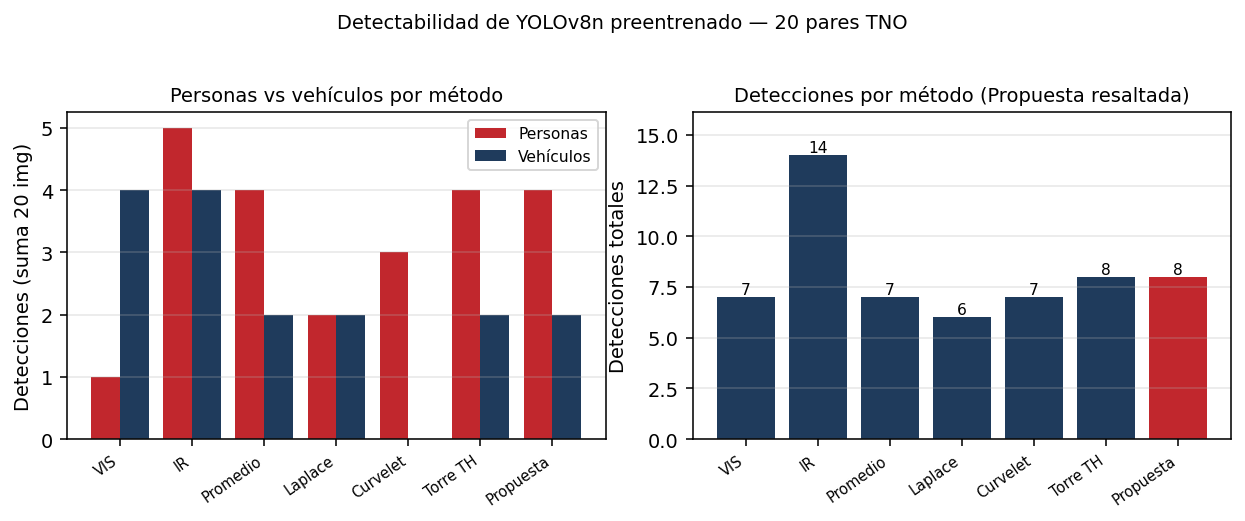 Detectabilidad de YOLOv8n preentrenado — 20 pares TNO
Personas vs vehículos por método
Detecciones (suma 20 img)
5
4
3
2
1
0
Personas
Vehículos
VIS
IR
Promedio
Laplace
Curvelet
Torre TH
Propuesta
Detecciones por método (Propuesta resaltada)
Detecciones totales
15.0
12.5
10.0
7.5
5.0
2.5
0.0
7
14
7
6
7
8
8
VIS
IR
Promedio
Laplace
Curvelet
Torre TH
Propuesta